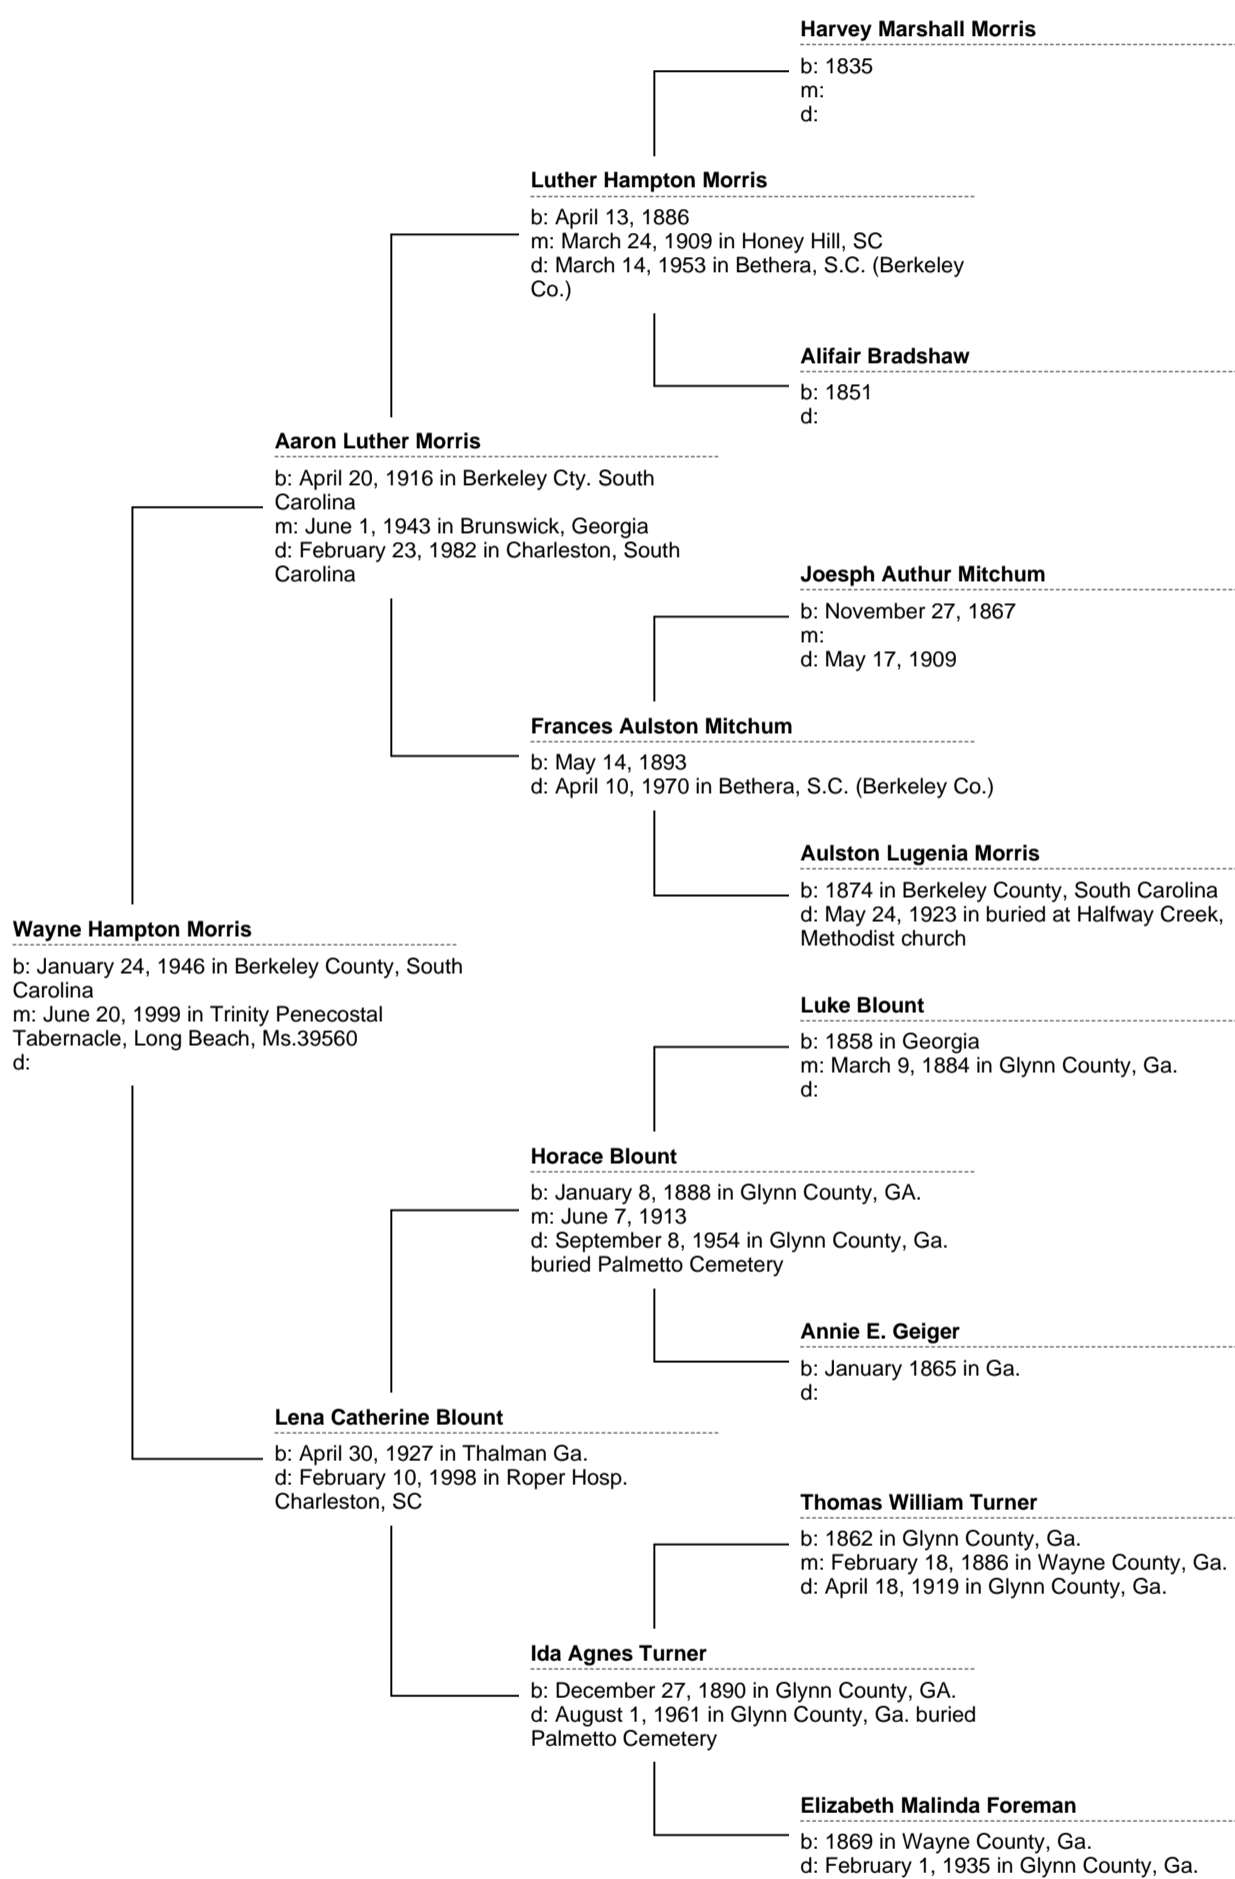 Harvey Marshall Morris
b: 1835
m:
d:
Luther Hampton Morris
b: April 13, 1886
m: March 24, 1909 in Honey Hill, SC
d: March 14, 1953 in Bethera, S.C. (Berkeley
Co.)
Alifair Bradshaw
b: 1851
d:
Aaron Luther Morris
b: April 20, 1916 in Berkeley Cty. South
Carolina
m: June 1, 1943 in Brunswick, Georgia
d: February 23, 1982 in Charleston, South
Carolina
Joesph Authur Mitchum
b: November 27, 1867
m:
d: May 17, 1909
Frances Aulston Mitchum
b: May 14, 1893
d: April 10, 1970 in Bethera, S.C. (Berkeley Co.)
Aulston Lugenia Morris
b: 1874 in Berkeley County, South Carolina
d: May 24, 1923 in buried at Halfway Creek,
Methodist church
Wayne Hampton Morris
b: January 24, 1946 in Berkeley County, South
Carolina
m: June 20, 1999 in Trinity Penecostal
Tabernacle, Long Beach, Ms.39560
d:
Luke Blount
b: 1858 in Georgia
m: March 9, 1884 in Glynn County, Ga.
d:
Horace Blount
b: January 8, 1888 in Glynn County, GA.
m: June 7, 1913
d: September 8, 1954 in Glynn County, Ga.
buried Palmetto Cemetery
Annie E. Geiger
b: January 1865 in Ga.
d:
Lena Catherine Blount
b: April 30, 1927 in Thalman Ga.
d: February 10, 1998 in Roper Hosp.
Charleston, SC
Thomas William Turner
b: 1862 in Glynn County, Ga.
m: February 18, 1886 in Wayne County, Ga.
d: April 18, 1919 in Glynn County, Ga.
Ida Agnes Turner
b: December 27, 1890 in Glynn County, GA.
d: August 1, 1961 in Glynn County, Ga. buried
Palmetto Cemetery
Elizabeth Malinda Foreman
b: 1869 in Wayne County, Ga.
d: February 1, 1935 in Glynn County, Ga.